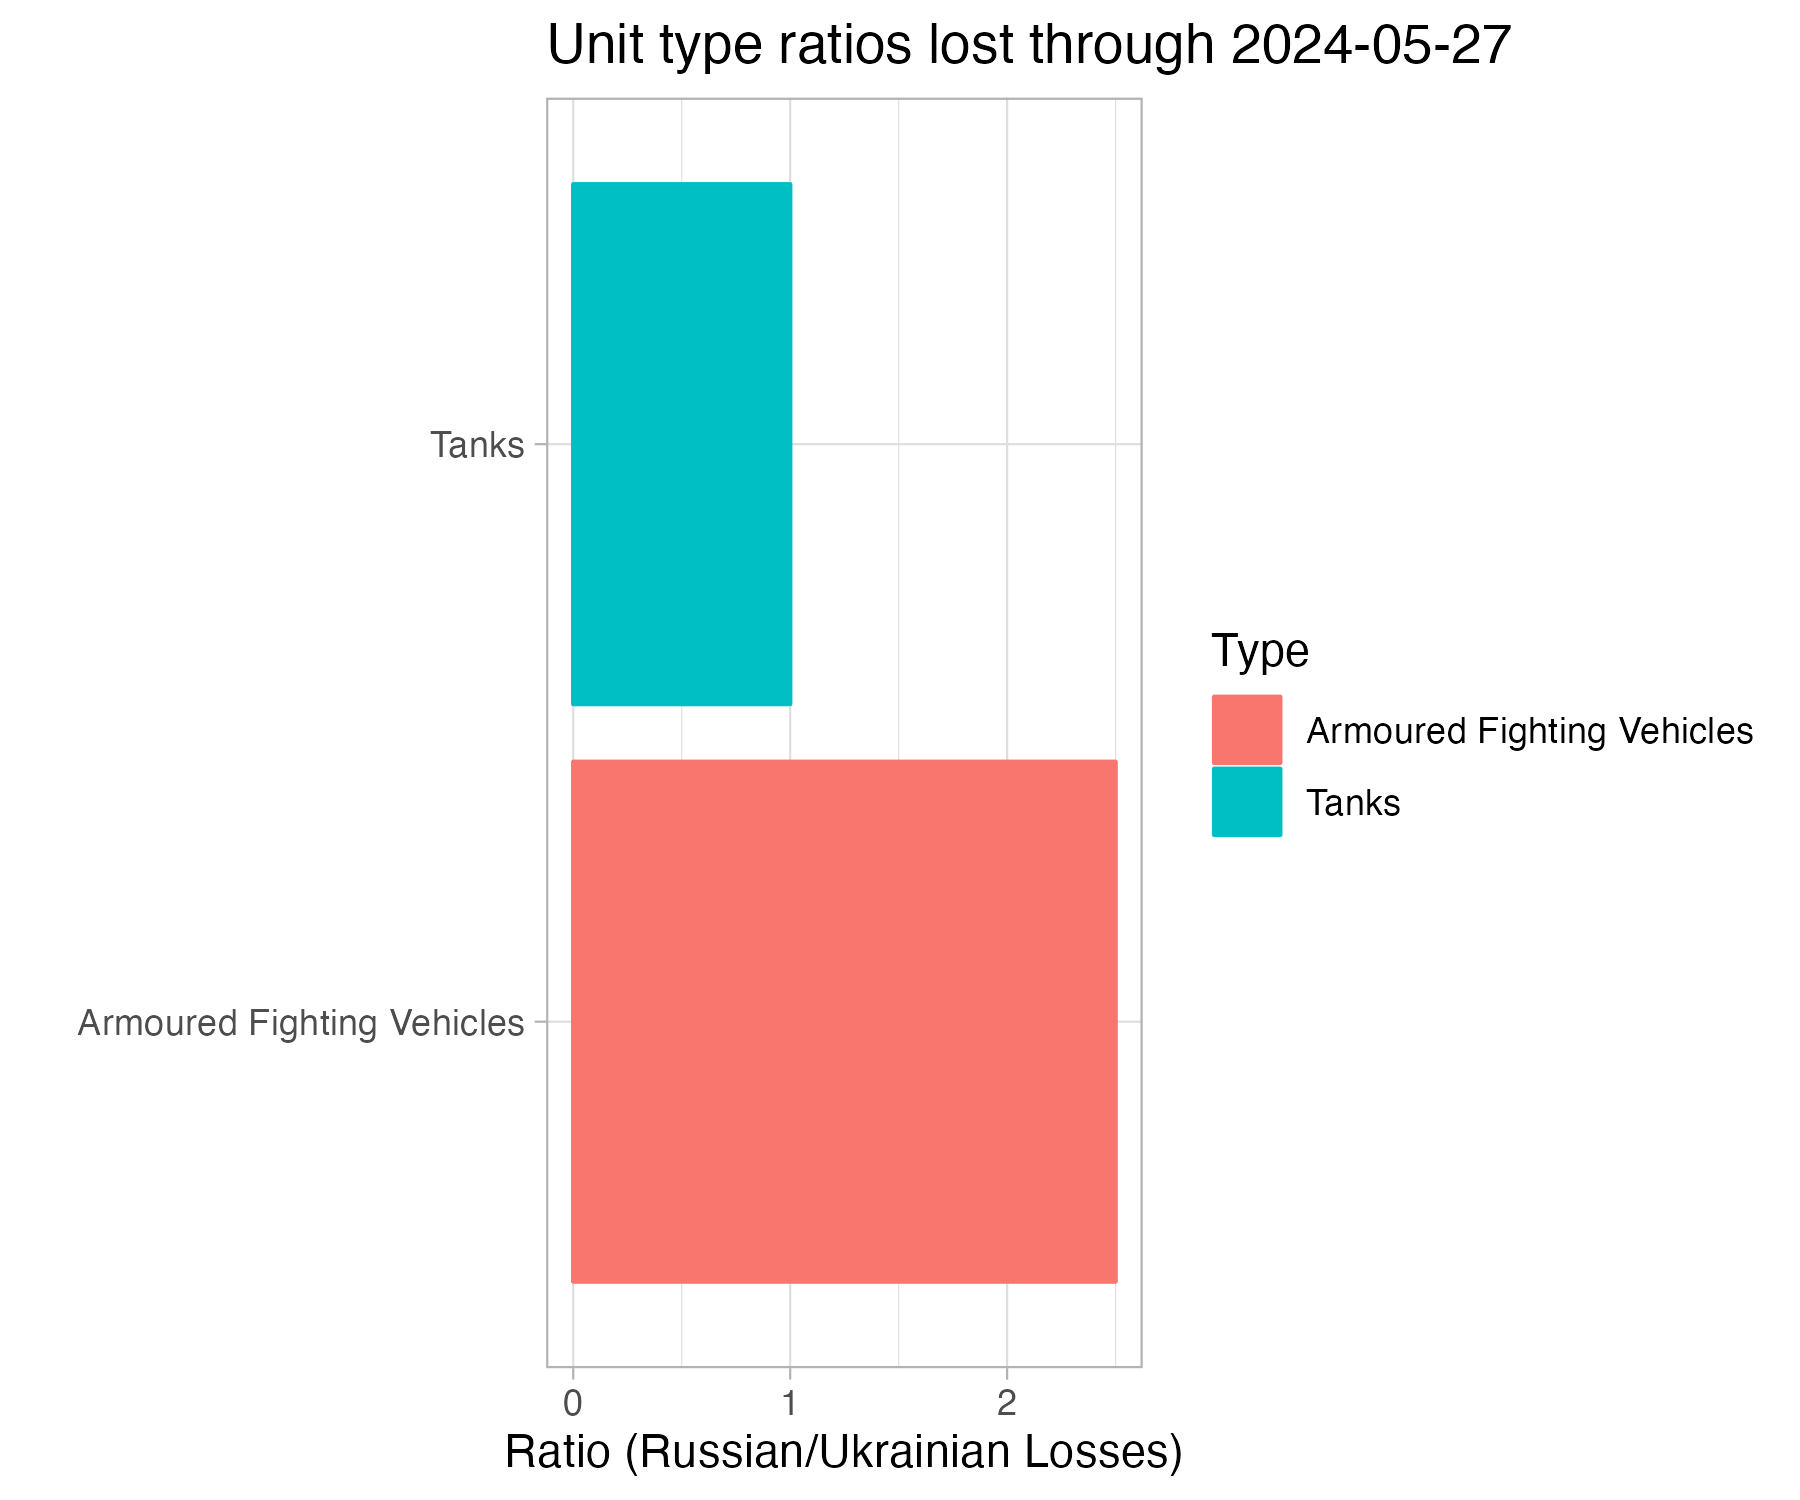 Unit type ratios lost through 2024-05-27
Tanks
Armoured Fighting Vehicles
0 1 2
Ratio (Russian/Ukrainian Losses)
Type
Armoured Fighting Vehicles
Tanks